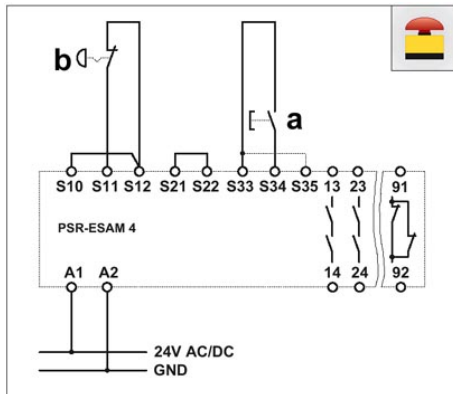 b
a
S10 S11 S12 S21 S22 S33 S34 S35 13 23 91
PSR-ESAM 4
A1 A2 14 24 92
24V AC/DC
GND